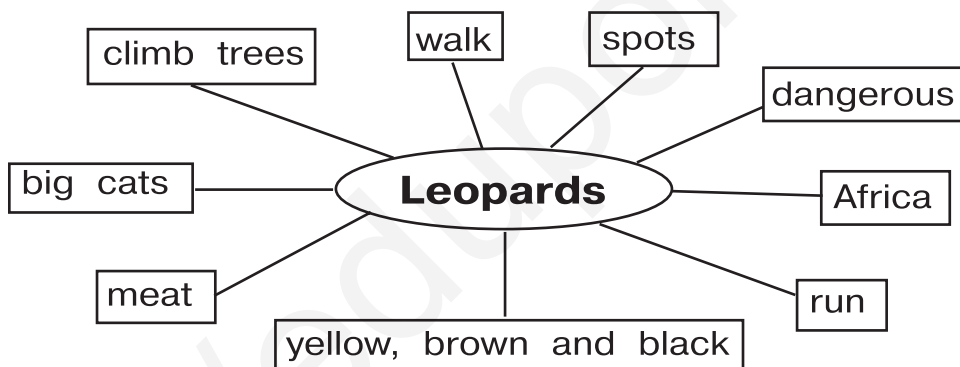 climb trees
walk
spots
dangerous
big cats
Leopards
Africa
meat
run
yellow, brown and black